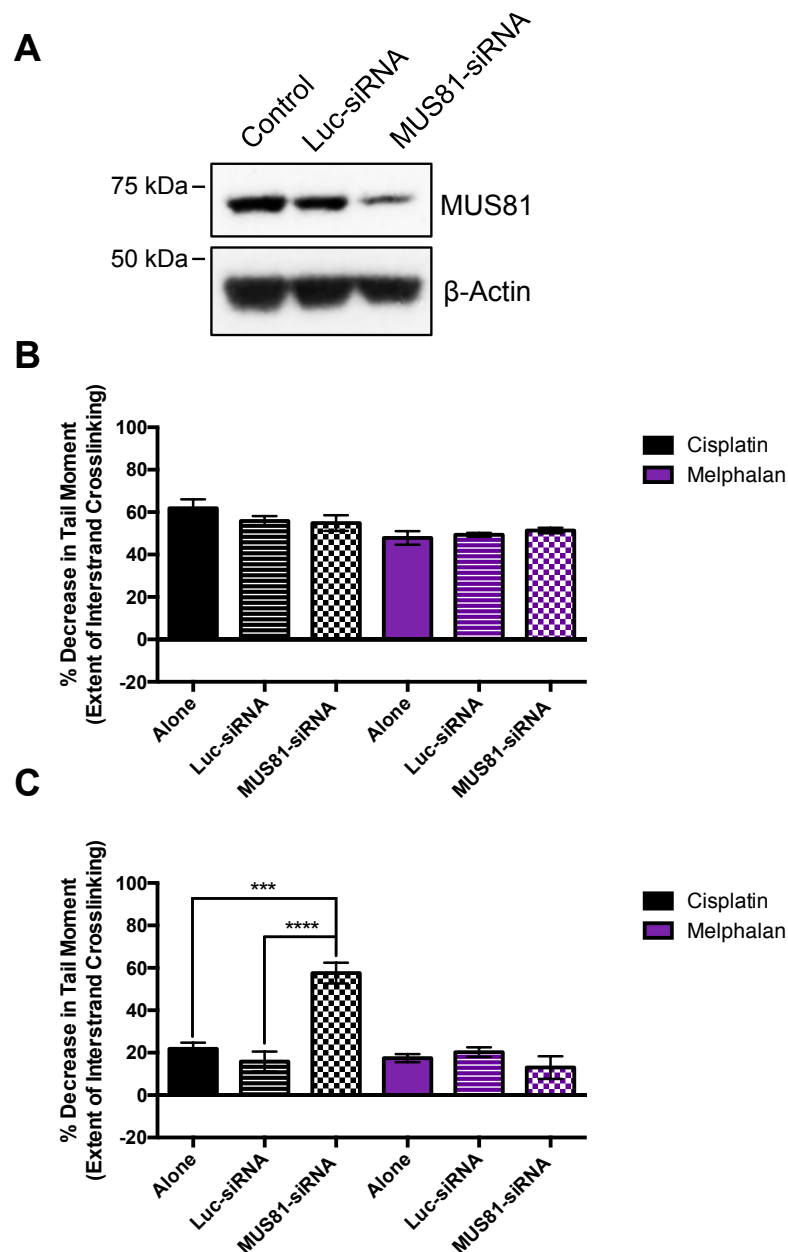 A
Control
Luc-siRNA
MUS81-siRNA
75 kDa
MUS81
50 kDa
β-Actin
B
% Decrease in Tail Moment
(Extent of Interstrand Crosslinking)
100
80
60
40
20
0
-20
Alone
Luc-siRNA
MUS81-siRNA
Alone
Luc-siRNA
MUS81-siRNA
Cisplatin
Melphalan
C
% Decrease in Tail Moment
(Extent of Interstrand Crosslinking)
100
80
60
40
20
0
-20
***
****
Alone
Luc-siRNA
MUS81-siRNA
Alone
Luc-siRNA
MUS81-siRNA
Cisplatin
Melphalan